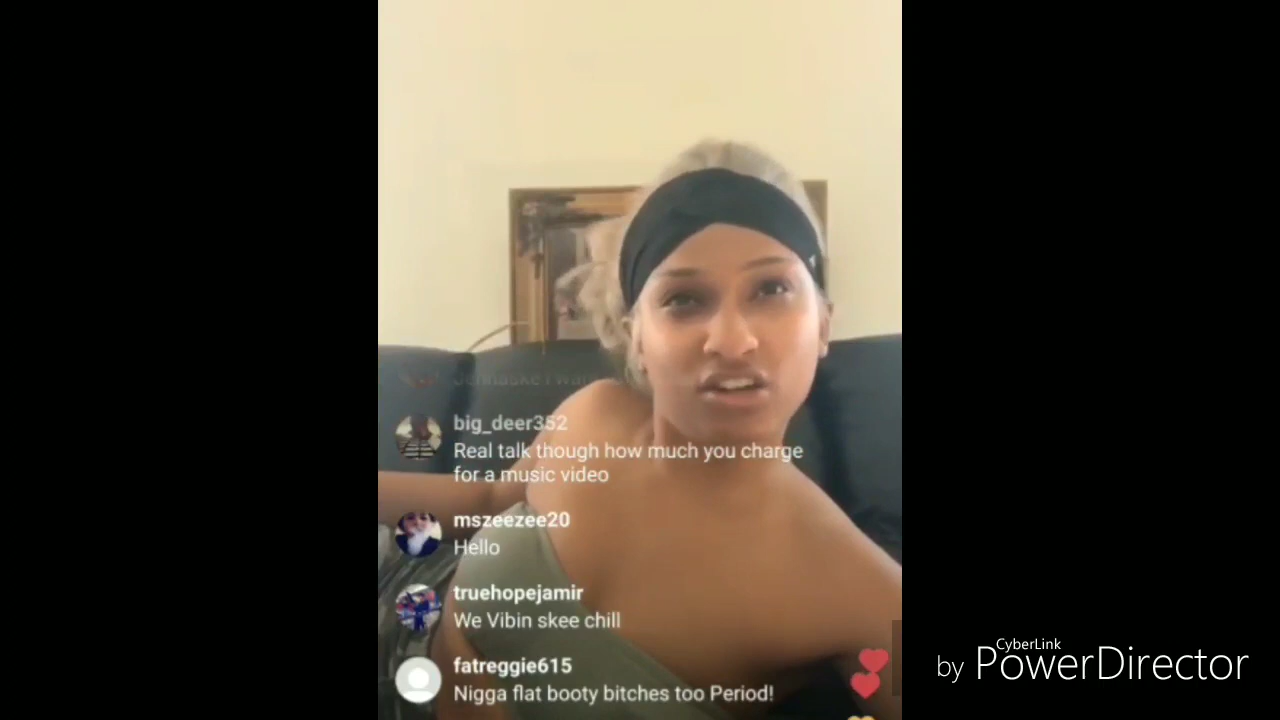 big_deer352
Real talk though how much you charge
for a music video
mszeezee20
Hello
truehopejamir
We Vibin skee chill
fatreggie615
Nigga flat booty bitches too Period!
CyberLink
by PowerDirector